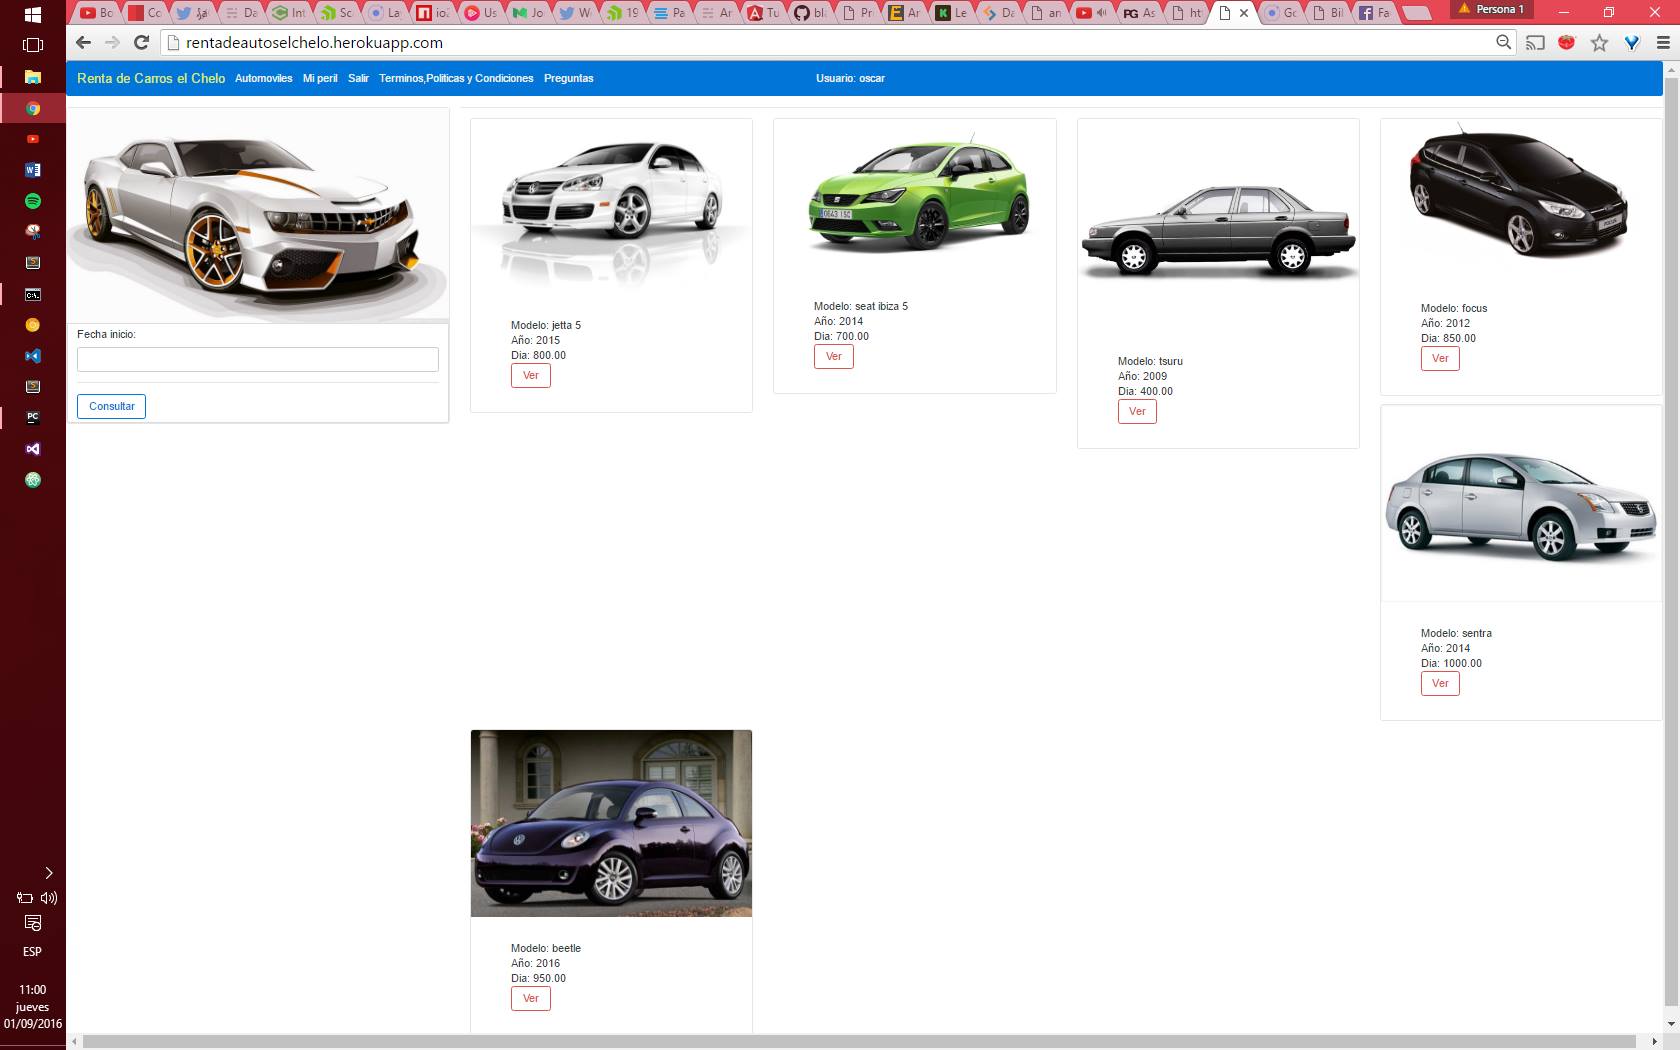 Bo
Co
Da
Int
Sc
La
io
Us
Jo
W
19
Pa
Ar
Tu
bl
Pr
Ar
Le
Da
an
As
ht
Gc
Bil
Fa
Persona 1
rentadeautoselchelo.herokuapp.com
Renta de Carros el Chelo Automoviles Mi peril Salir Terminos,Politicas y Condiciones Preguntas Usuario: oscar
Fecha inicio:
Consultar
Modelo: jetta 5
Año: 2015
Dia: 800.00
Ver
0643 ISC
Modelo: seat ibiza 5
Año: 2014
Dia: 700.00
Ver
Modelo: tsuru
Año: 2009
Dia: 400.00
Ver
FOCUS
Modelo: focus
Año: 2012
Dia: 850.00
Ver
Modelo: sentra
Año: 2014
Dia: 1000.00
Ver
Modelo: beetle
Año: 2016
Dia: 950.00
Ver
ESP
11:00
jueves
01/09/2016